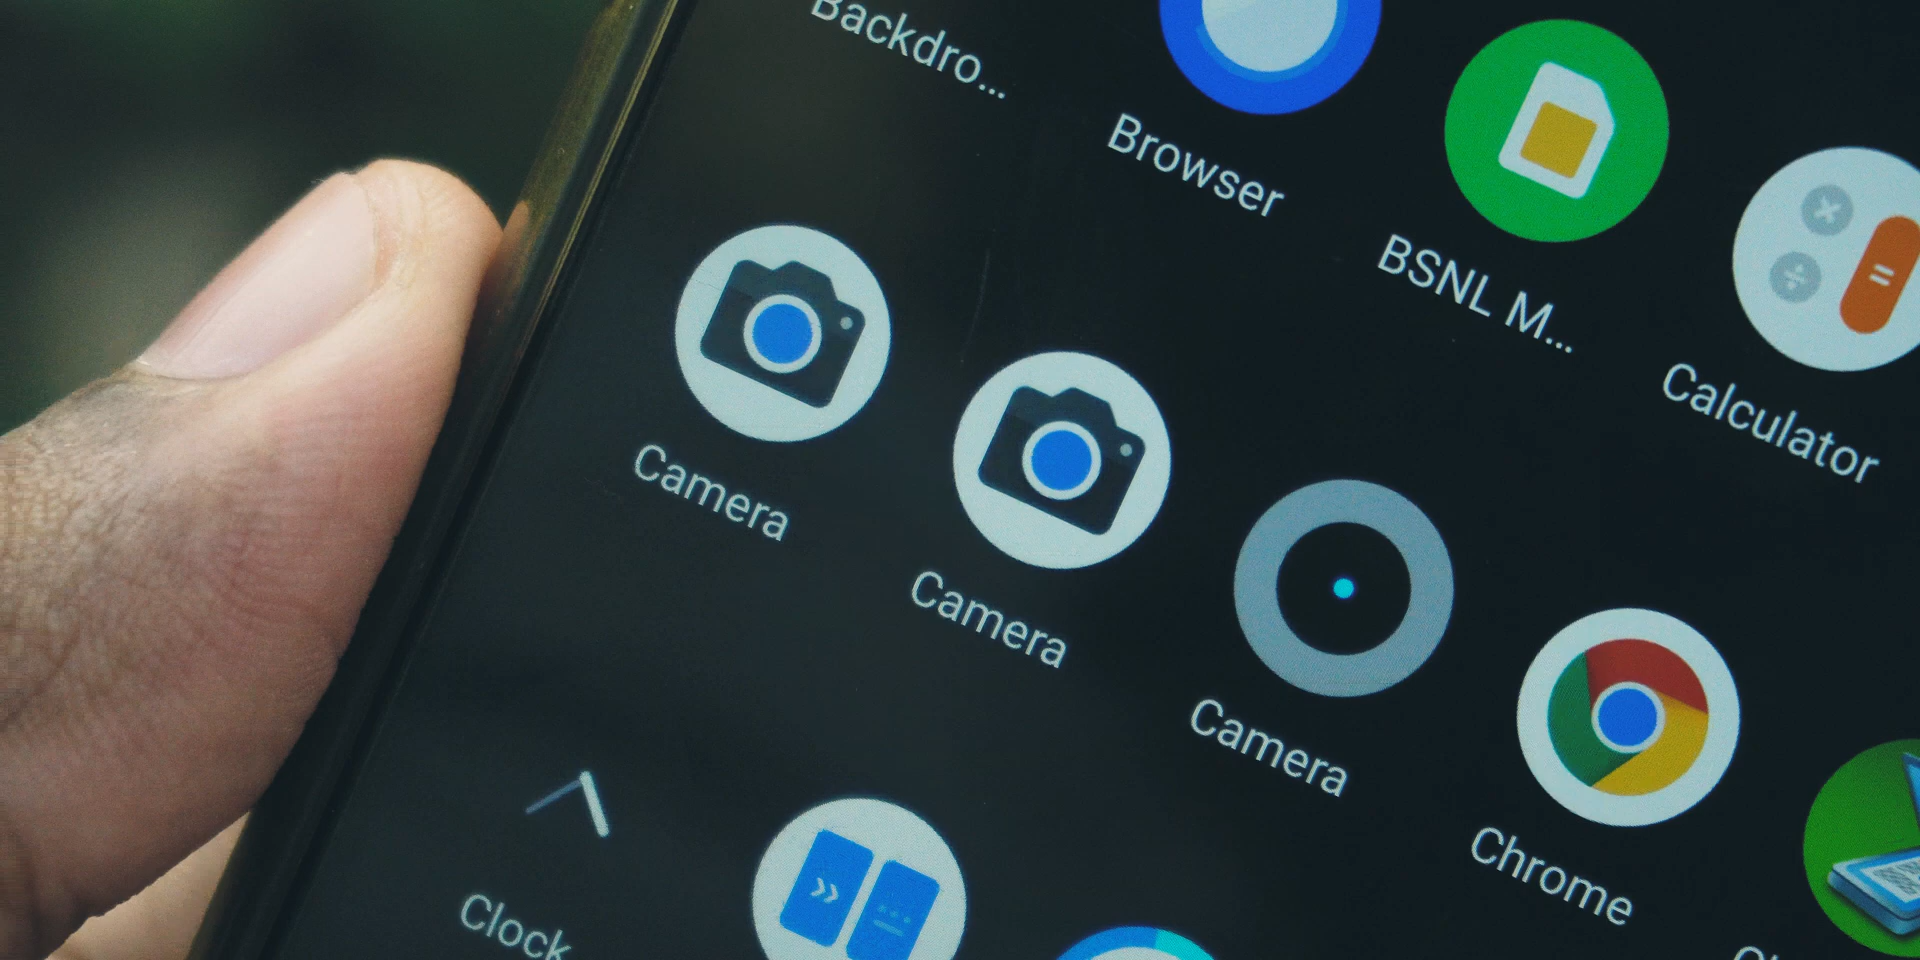 Backdro...
Browser
BSNL M...
Calculator
Camera
Camera
Camera
Chrome
Clock